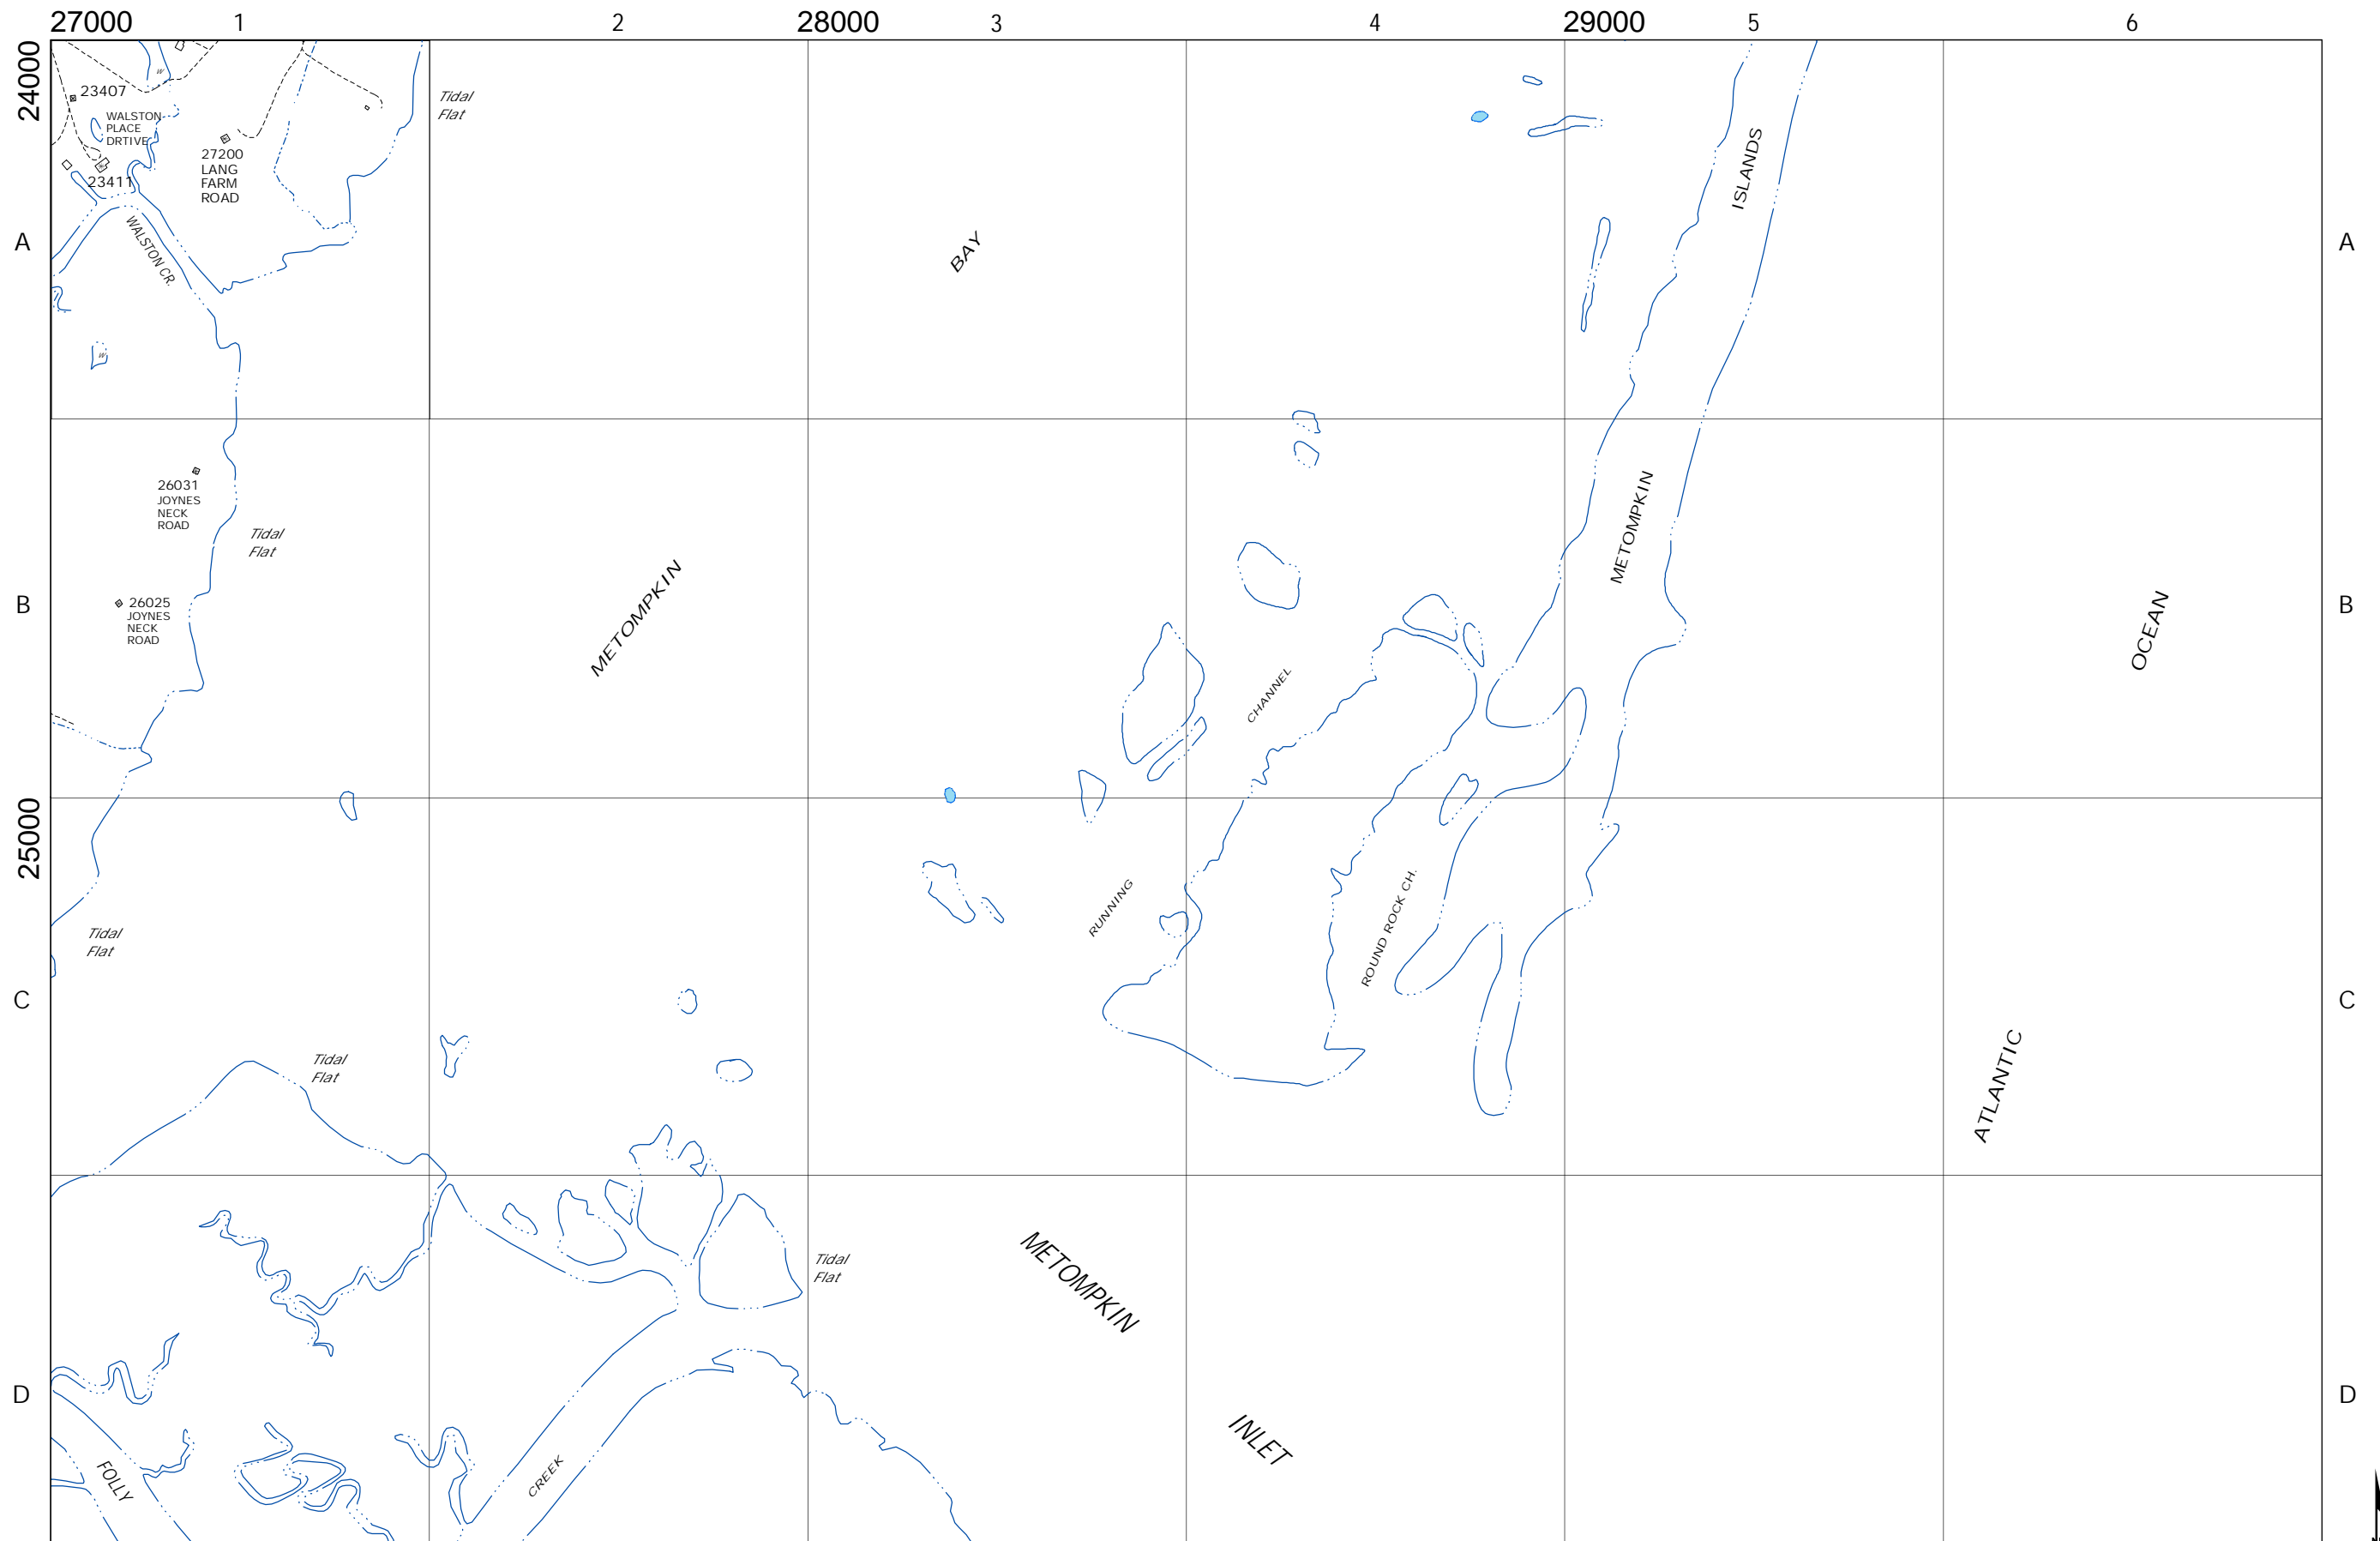 27000 1 2 28000 3 4 29000 5 6
24000
W
23407
Tidal
Flat
WALSTON
PLACE
DRTIVE
27200
LANG
FARM
ROAD
23411
WALSTON CR.
ISLANDS
A
BAY
A
W
26031
JOYNES
NECK
ROAD
Tidal
Flat
METOMPKIN
B
26025
JOYNES
NECK
ROAD
METOMPKIN
B
OCEAN
CHANNEL
25000
RUNNING
ROUND ROCK CH.
Tidal
Flat
C
C
Tidal
Flat
ATLANTIC
Tidal
Flat
METOMPKIN
D
D
INLET
FOLLY
CREEK